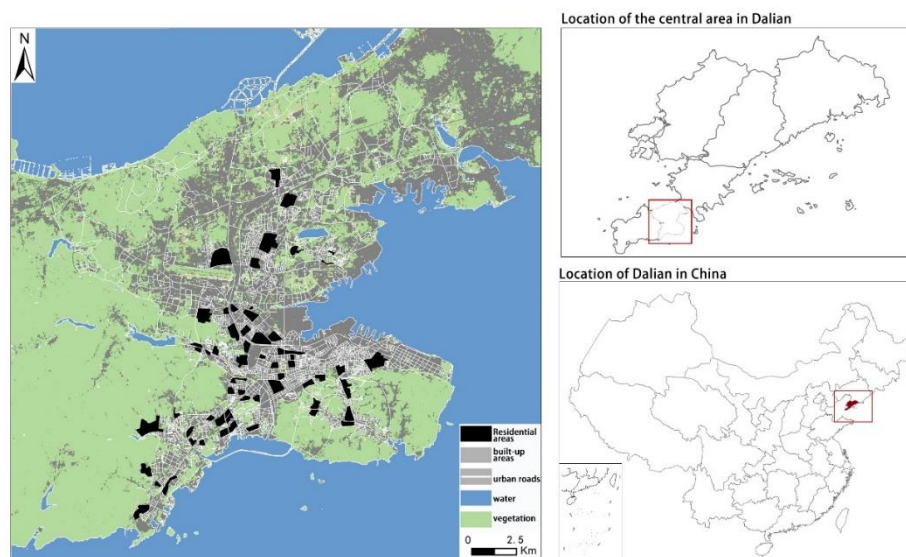 N
Residential
areas
built-up
areas
urban roads
water
vegetation
0 2.5
Km
Location of the central area in Dalian
Location of Dalian in China